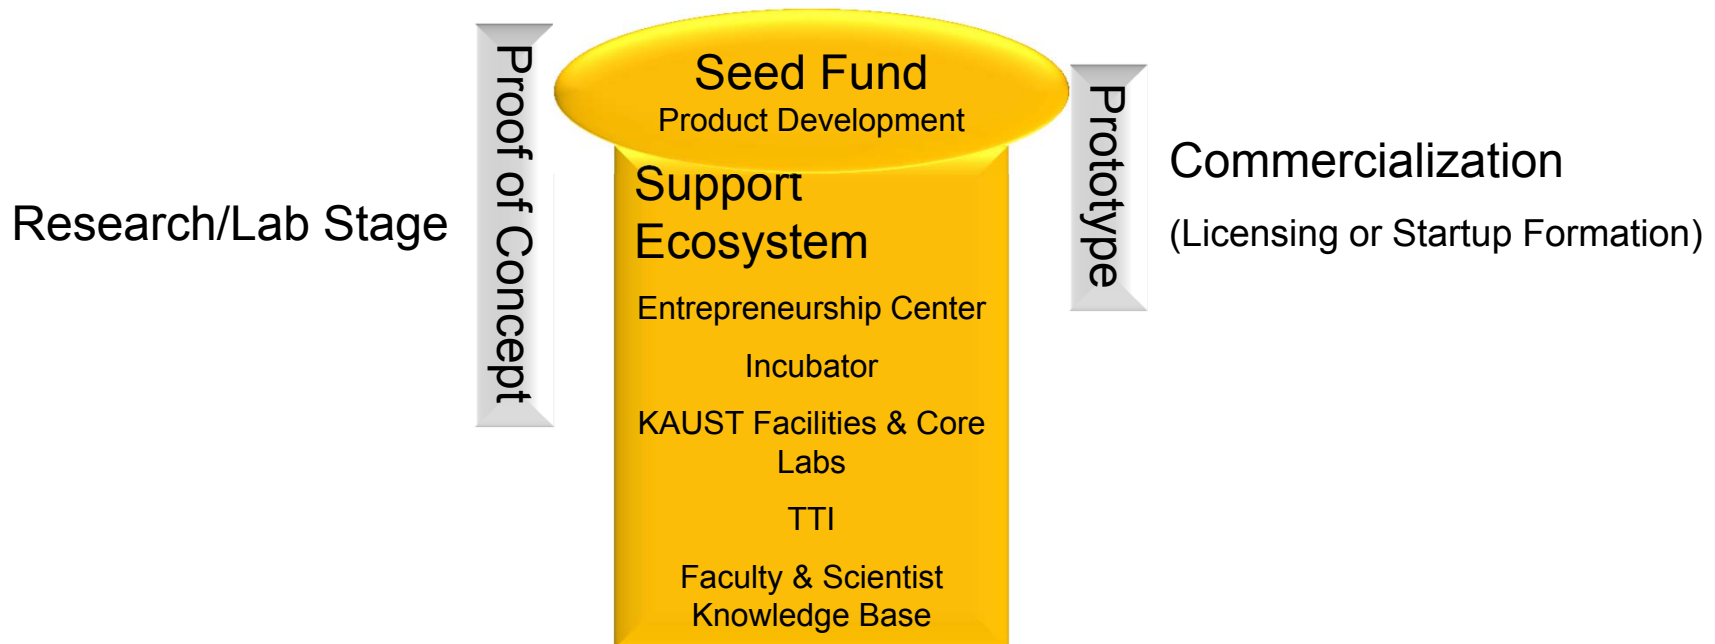 Research/Lab Stage
Proof of Concept
Seed Fund
Product Development
Support
Ecosystem
Entrepreneurship Center
Incubator
KAUST Facilities & Core
Labs
TTI
Faculty & Scientist
Knowledge Base
Prototype
Commercialization
(Licensing or Startup Formation)